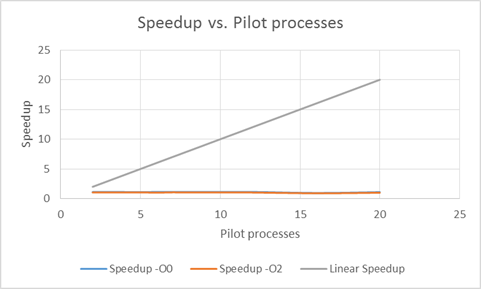 Speedup vs. Pilot processes
25
20
15
10
5
0
Speedup
0 5 10 15 20 25
Pilot processes
Speedup -O0 Speedup -O2 Linear Speedup